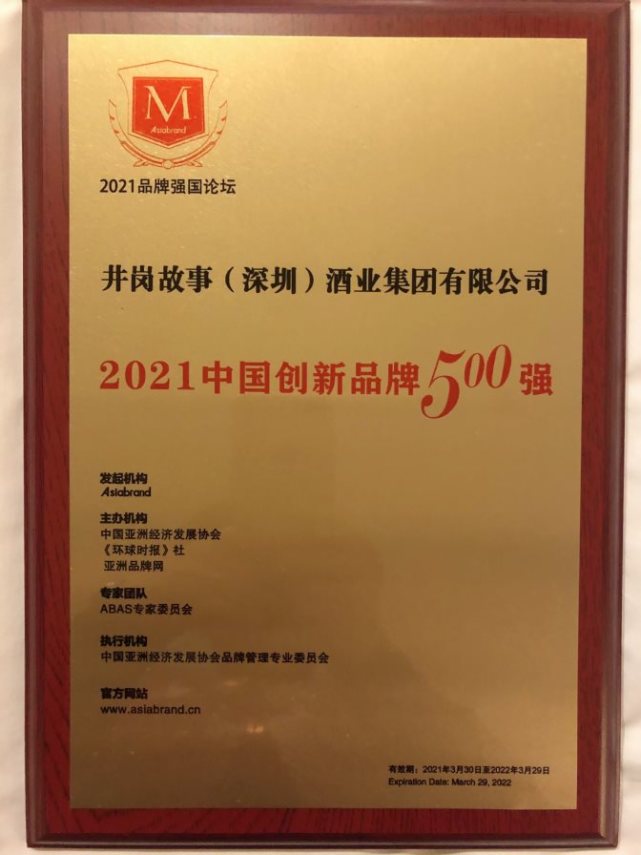 M
Asiabrand
2021品牌强国论坛
井岗故事（深圳）酒业集团有限公司
2021中国创新品牌500强
发起机构
Asiabrand
主办机构
中国亚洲经济发展协会
《环球时报》社
亚洲品牌网
专家团队
ABAS专家委员会
执行机构
中国亚洲经济发展协会品牌管理专业委员会
官方网站
www.asiabrand.cn
有效期：2021年3月30日至2022年3月29日
Expiration Date: March 29, 2022